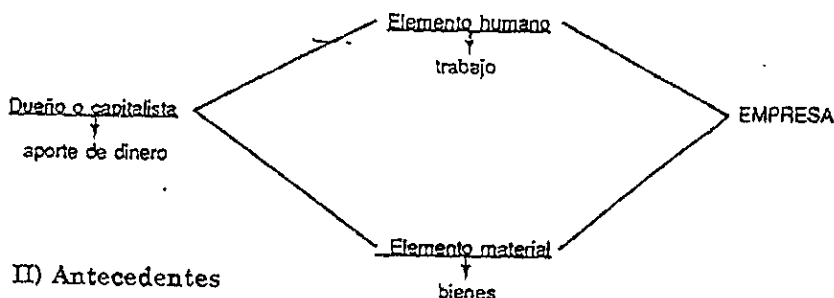 Elemento humano
trabajo
Dueño o capitalista
EMPRESA
aporte de dinero
Elemento material
II) Antecedentes
bienes